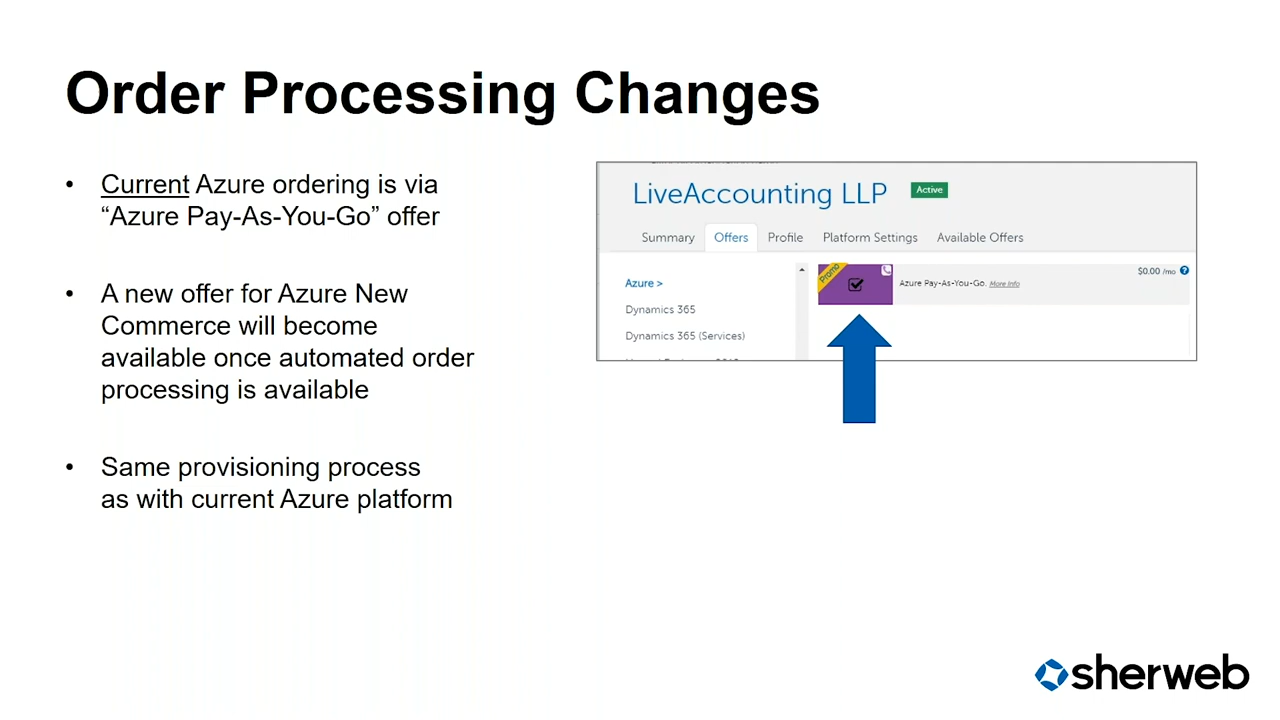 Order Processing Changes
• Current Azure ordering is via
“Azure Pay-As-You-Go” offer
• A new offer for Azure New
Commerce will become
available once automated order
processing is available
• Same provisioning process
as with current Azure platform
LiveAccounting LLP Active
Summary Offers Profile Platform Settings Available Offers
Azure >
Dynamics 365
Dynamics 365 (Services)
Promo
Azure Pay-As-You-Go. More Info
$0.00 /mo ?
sherweb